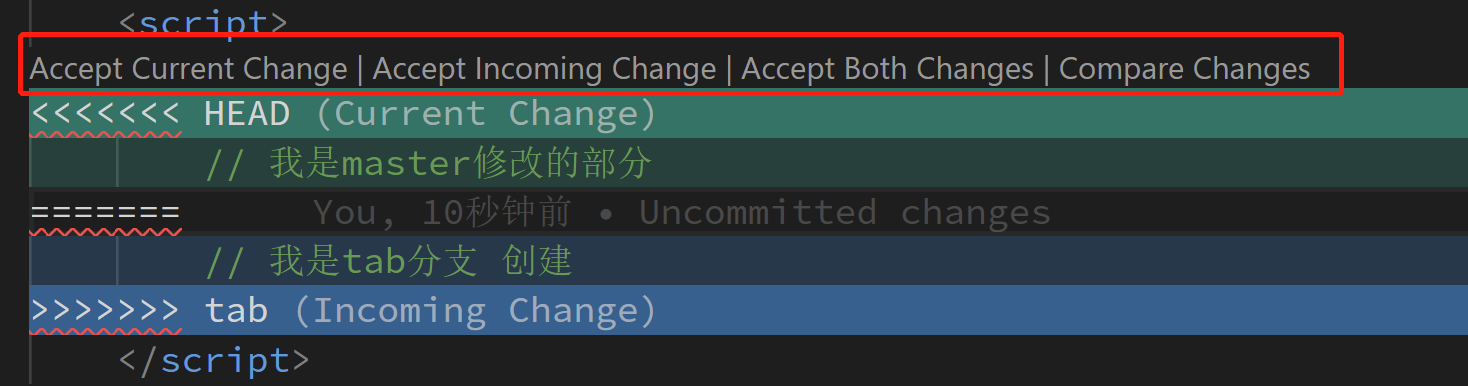 <script>
Accept Current Change | Accept Incoming Change | Accept Both Changes | Compare Changes
<<<<<<< HEAD (Current Change)
// 我是master修改的部分
======= You, 10秒钟前 • Uncommitted changes
// 我是tab分支 创建
>>>>>>> tab (Incoming Change)
</script>